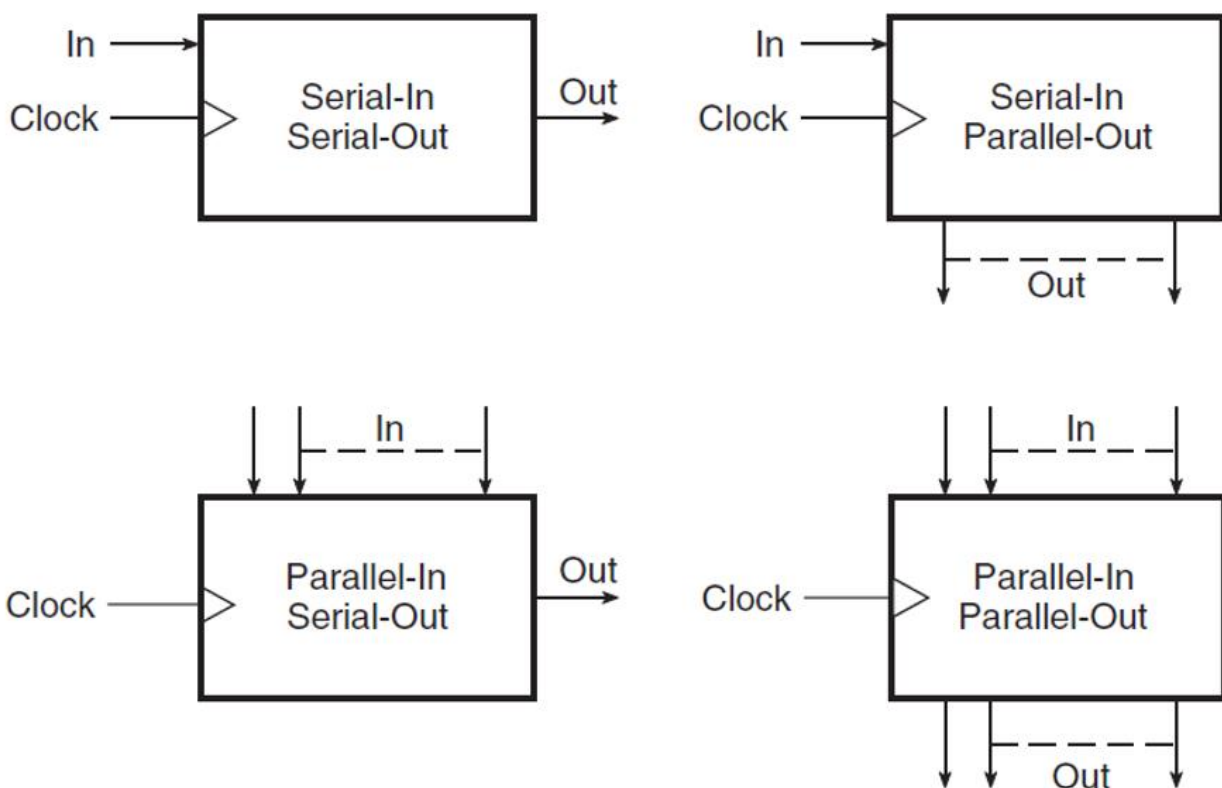 In
Clock
Serial-In
Serial-Out
Out
In
Clock
Serial-In
Parallel-Out
Out
In
Clock
Parallel-In
Serial-Out
Out
In
Clock
Parallel-In
Parallel-Out
Out